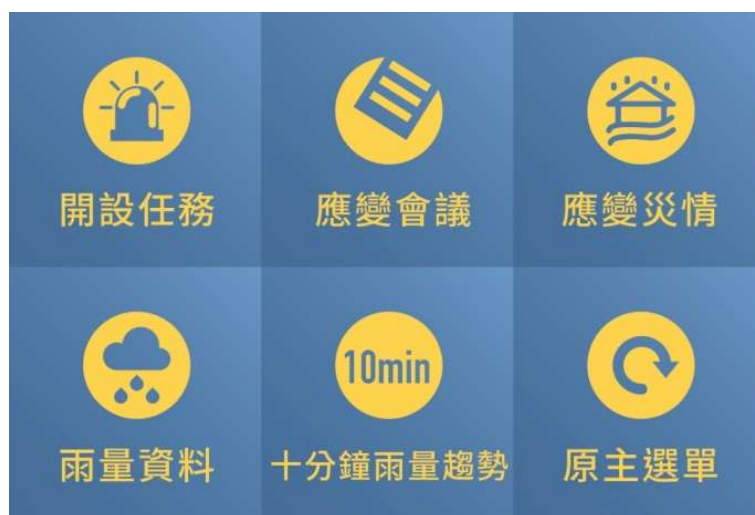 開設任務
應變會議
應變災情
雨量資料
10min
十分鐘雨量趨勢
原主選單